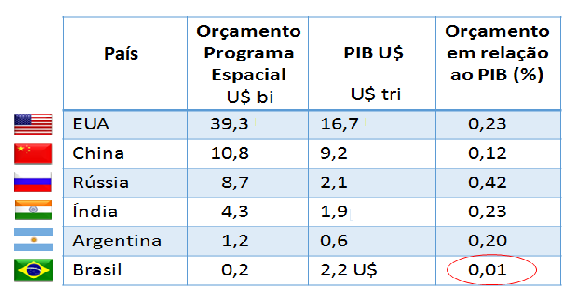 País
Orçamento Programa Espacial U$ bi
PIB U$ U$ tri
Orçamento em relação ao PIB (%)
EUA 39,3 16,7 0,23
China 10,8 9,2 0,12
Rússia 8,7 2,1 0,42
Índia 4,3 1,9 0,23
Argentina 1,2 0,6 0,20
Brasil 0,2 2,2 U$ 0,01